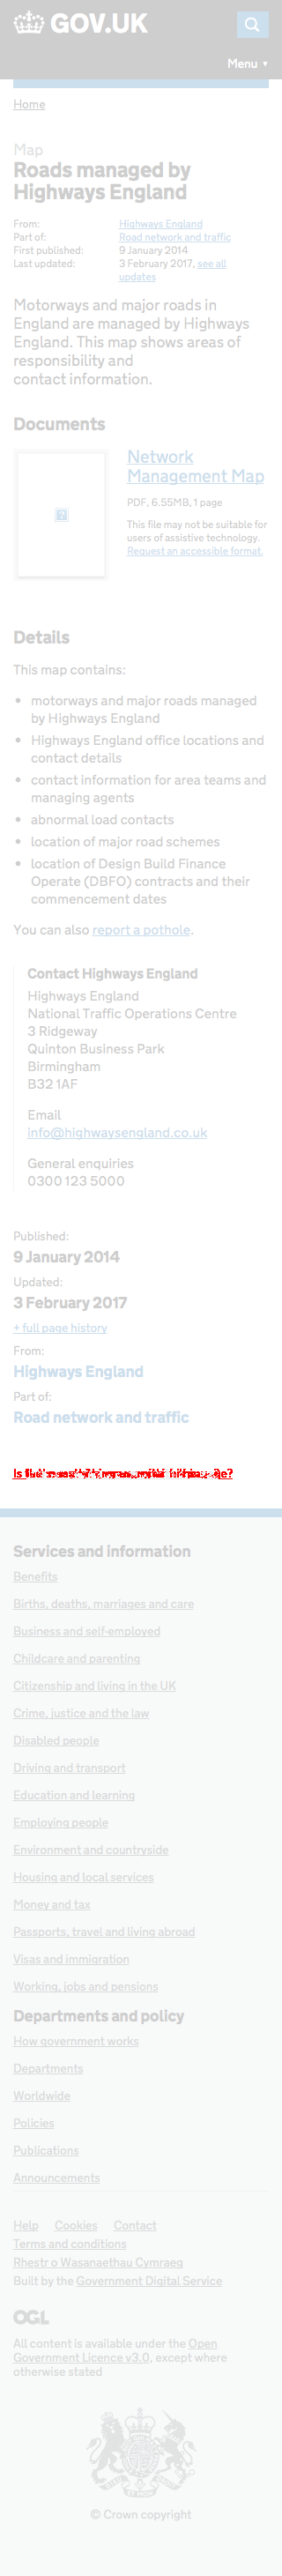 GOV.UK
Menu ▼
Home
Map
Roads managed by
Highways England
From: Highways England
Part of: Road network and traffic
First published: 9 January 2014
Last updated: 3 February 2017, see all
updates
Motorways and major roads in
England are managed by Highways
England. This map shows areas of
responsibility and
contact information.
Documents
Network
Management Map
PDF, 6.55MB, 1 page
This file may not be suitable for
users of assistive technology.
Request an accessible format.
Details
This map contains:
• motorways and major roads managed
by Highways England
• Highways England office locations and
contact details
• contact information for area teams and
managing agents
• abnormal load contacts
• location of major road schemes
• location of Design Build Finance
Operate (DBFO) contracts and their
commencement dates
You can also report a pothole.
Contact Highways England
Highways England
National Traffic Operations Centre
3 Ridgeway
Quinton Business Park
Birmingham
B32 1AF
Email
info@highwaysengland.co.uk
General enquiries
0300 123 5000
Published:
9 January 2014
Updated:
3 February 2017
+ full page history
From:
Highways England
Part of:
Road network and traffic
Services and information
Benefits
Births, deaths, marriages and care
Business and self-employed
Childcare and parenting
Citizenship and living in the UK
Crime, justice and the law
Disabled people
Driving and transport
Education and learning
Employing people
Environment and countryside
Housing and local services
Money and tax
Passports, travel and living abroad
Visas and immigration
Working, jobs and pensions
Departments and policy
How government works
Departments
Worldwide
Policies
Publications
Announcements
Help Cookies Contact
Terms and conditions
Rhestr o Wasanaethau Cymraeg
Built by the Government Digital Service
OGL
All content is available under the Open
Government Licence v3.0, except where
otherwise stated
© Crown copyright